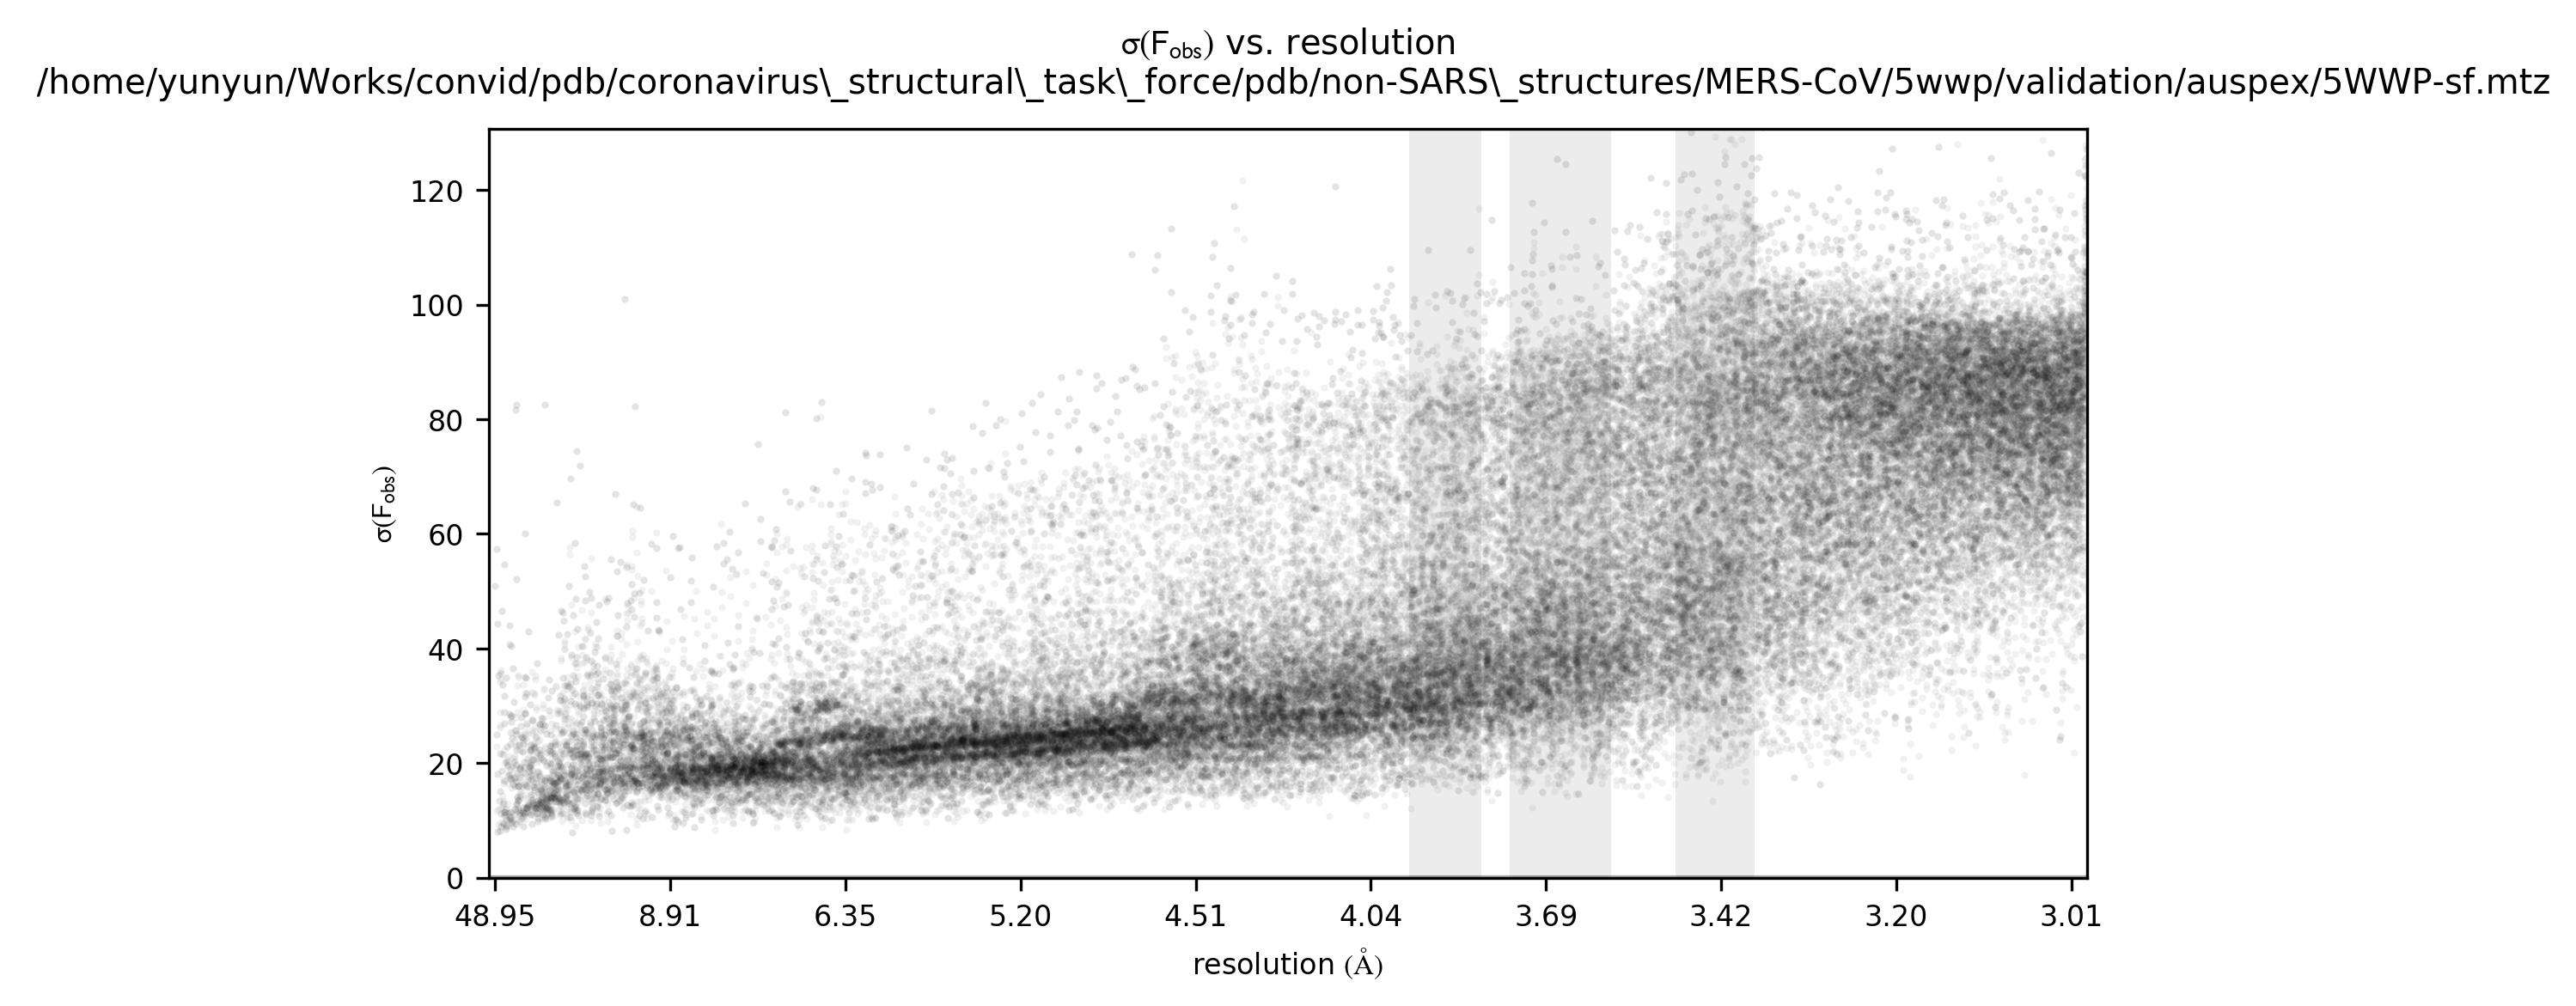 σ(Fobs) vs. resolution
/home/yunyun/Works/convid/pdb/coronavirus\_structural\_task\_force/pdb/non-SARS\_structures/MERS-CoV/5wwp/validation/auspex/5WWP-sf.mtz
120
100
80
60
40
20
0
σ(Fobs)
48.95 8.91 6.35 5.20 4.51 4.04 3.69 3.42 3.20 3.01
resolution (Å)